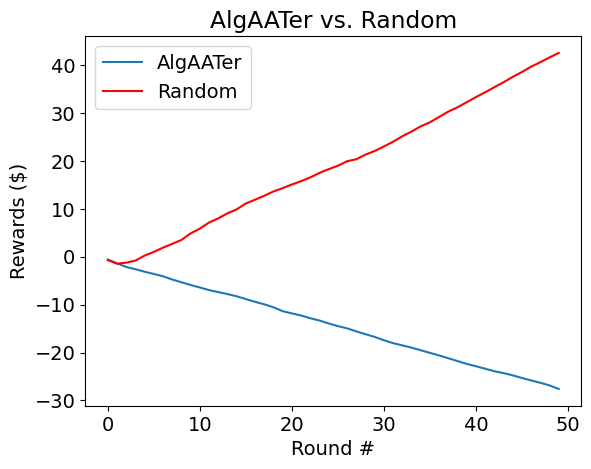 AlgAATer vs. Random
AlgAATer
Random
Rewards ($)
40
30
20
10
0
−10
−20
−30
0 10 20 30 40 50
Round #